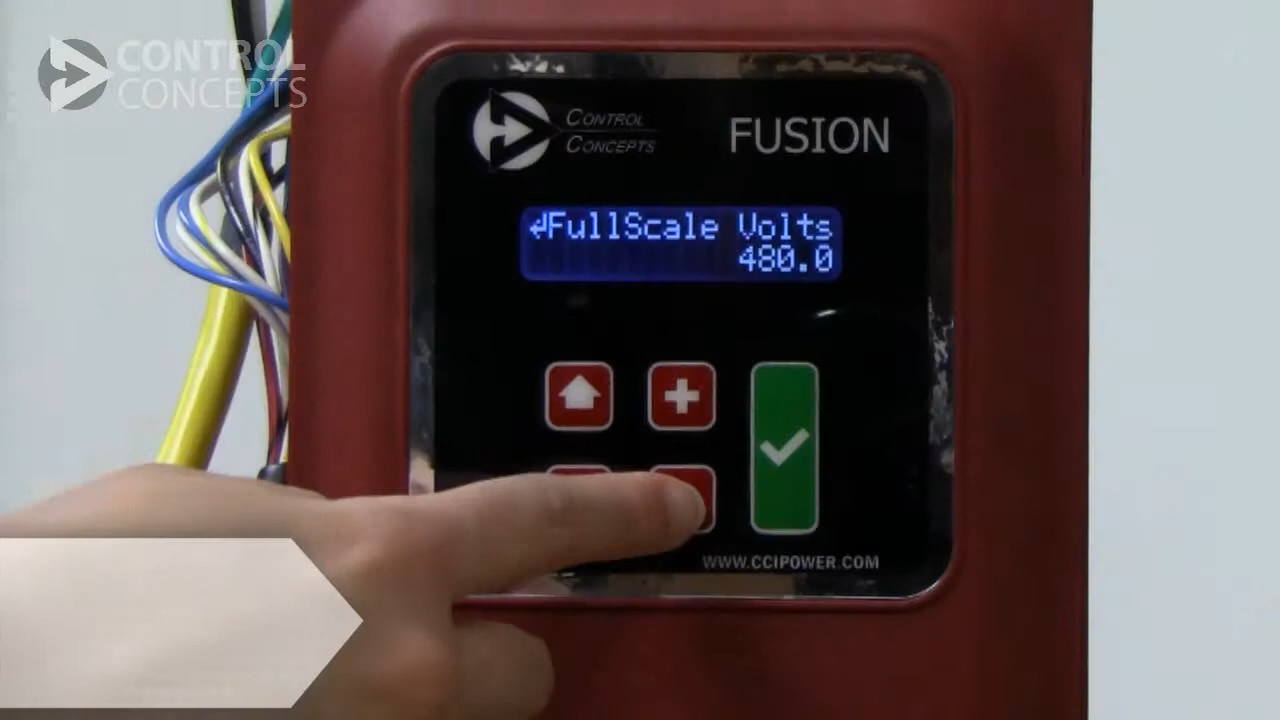 CONTROL
CONCEPTS
CONTROL
CONCEPTS
FUSION
↲FullScale Volts
480.0
WWW.CCIPOWER.COM